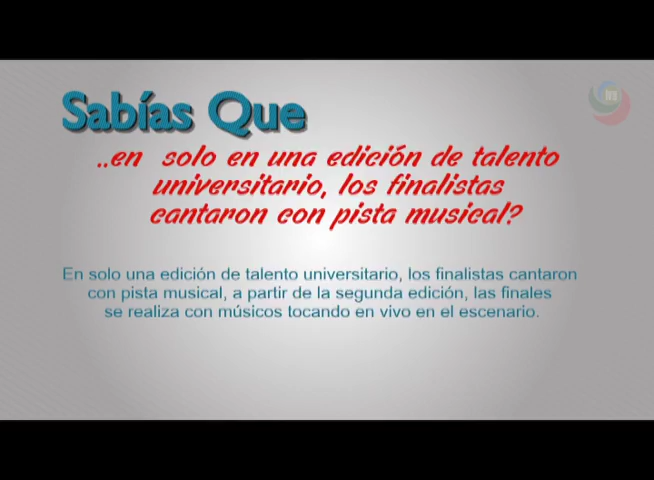 Sabías Que
..en solo en una edición de talento
universitario, los finalistas
cantaron con pista musical?
En solo una edición de talento universitario, los finalistas cantaron
con pista musical, a partir de la segunda edición, las finales
se realiza con músicos tocando en vivo en el escenario.